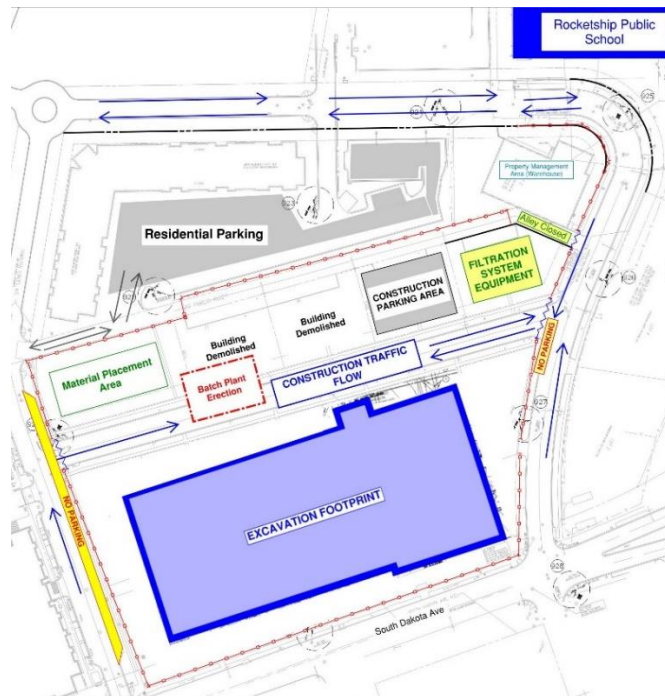 Rocketship Public
School
Property Management
Area (Warehouse)
Residential Parking
Alley Closed
FILTRATION
SYSTEM
EQUIPMENT
CONSTRUCTION
PARKING AREA
Building
Demolished
Building
Demolished
Material Placement
Area
Batch Plant
Erection
CONSTRUCTION TRAFFIC
FLOW
NO PARKING
NO PARKING
EXCAVATION FOOTPRINT
South Dakota Ave